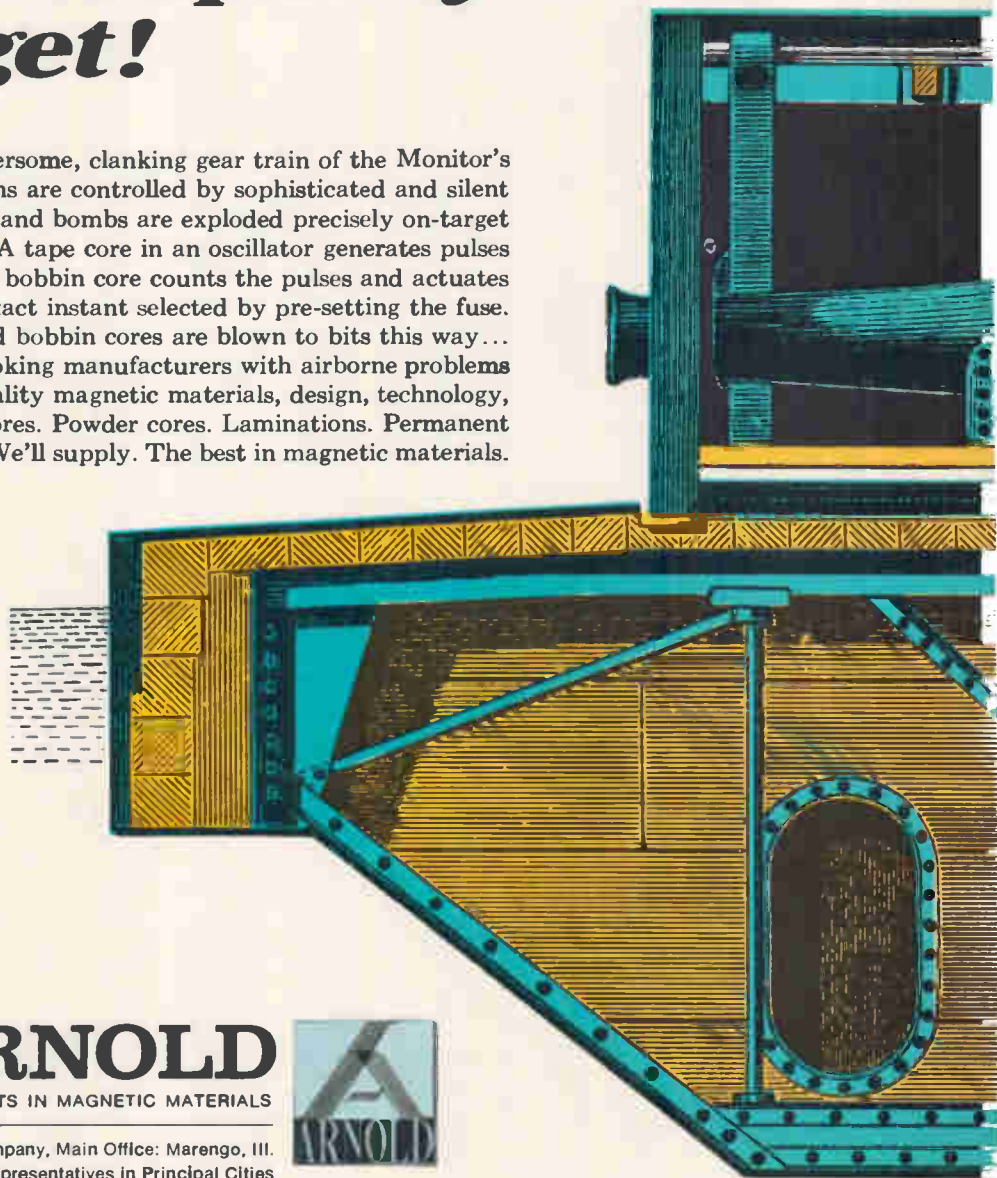 get!
ersome, clanking gear train of the Monitor's
ns are controlled by sophisticated and silent
and bombs are exploded precisely on-target
A tape core in an oscillator generates pulses
bobbin core counts the pulses and actuates
act instant selected by pre-setting the fuse.
d bobbin cores are blown to bits this way...
oking manufacturers with airborne problems
ality magnetic materials, design, technology,
ores. Powder cores. Laminations. Permanent
We'll supply. The best in magnetic materials.
RNOLD
TS IN MAGNETIC MATERIALS
ARNOLD
mpany, Main Office: Marengo, Ill.
presentatives in Principal Cities